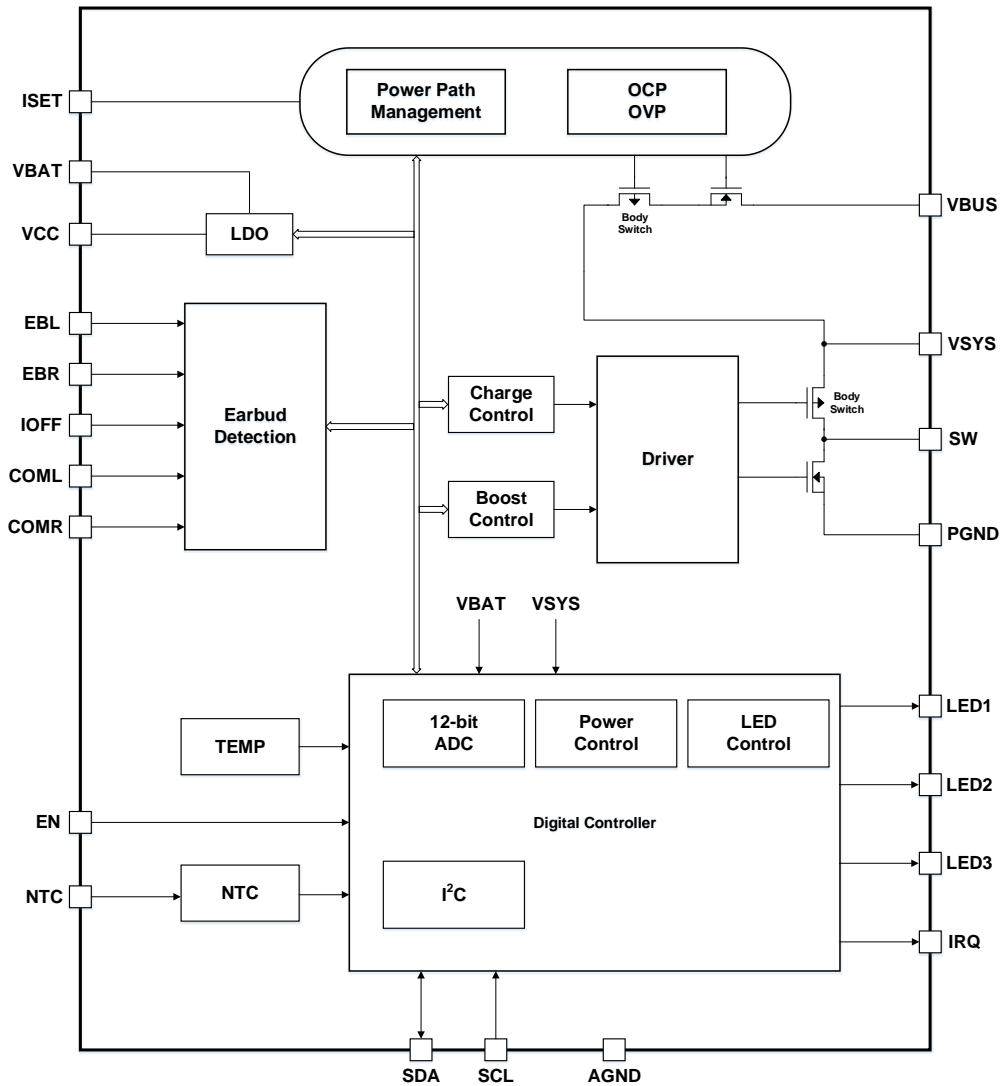 Power Path
Management
OCP
OVP
ISET
VBAT
VCC
LDO
Body
Switch
VBUS
EBL
EBR
IOFF
COML
COMR
Earbud
Detection
Charge
Control
Boost
Control
Driver
VSYS
Body
Switch
SW
PGND
VBAT
VSYS
TEMP
12-bit
ADC
Power
Control
LED
Control
Digital Controller
I²C
EN
NTC
NTC
LED1
LED2
LED3
IRQ
SDA
SCL
AGND